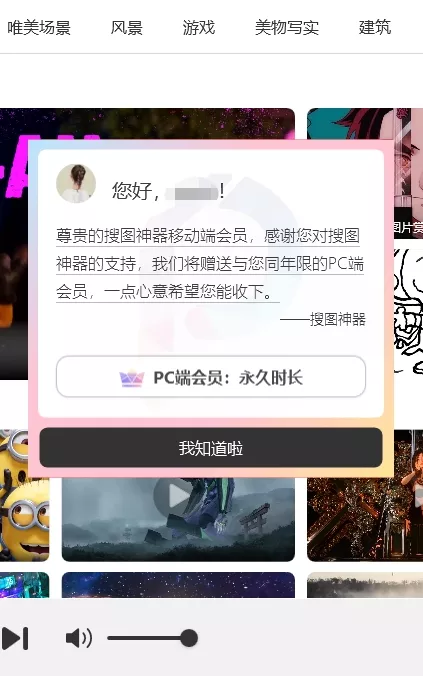 唯美场景 风景 游戏 美物写实 建筑
您好，！
尊贵的搜图神器移动端会员，感谢您对搜图
神器的支持，我们将赠送与您同年限的PC端
会员，一点心意希望您能收下。
——搜图神器
PC端会员：永久时长
我知道啦